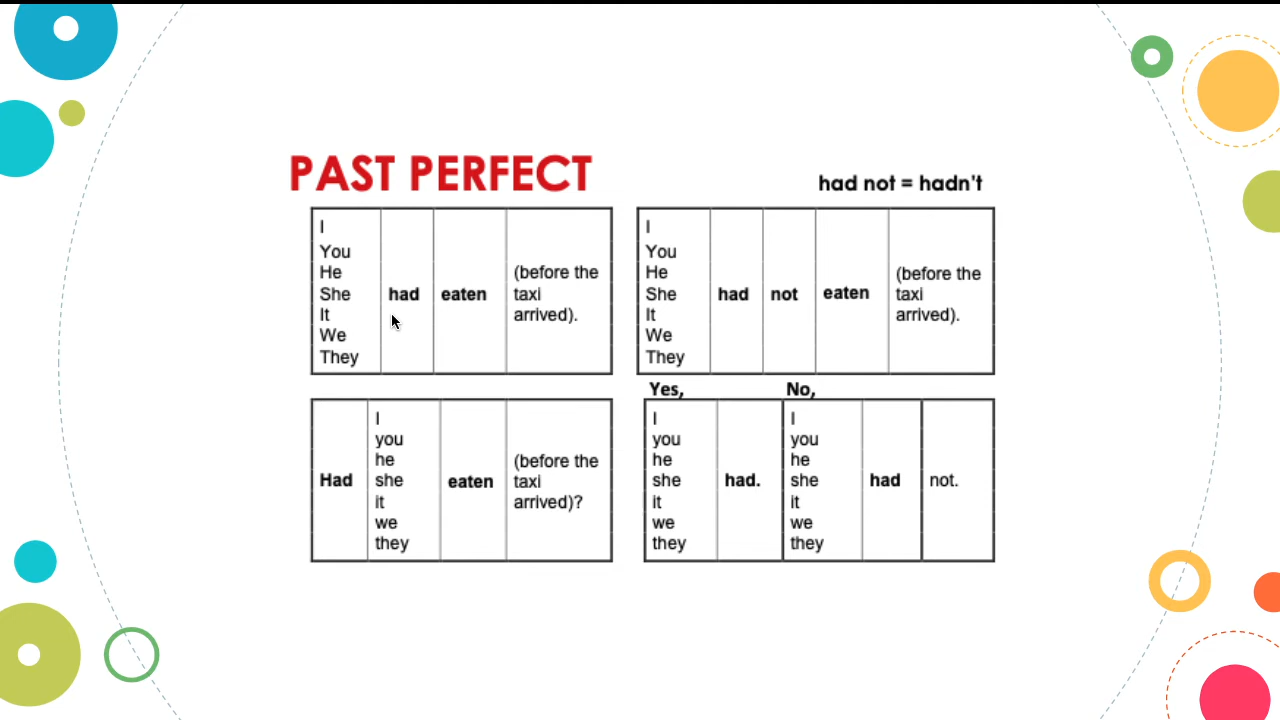 PAST PERFECT
had not = hadn't
I
You
He
She
It
We
They
had
eaten
(before the
taxi
arrived).
I
You
He
She
It
We
They
had
not
eaten
(before the
taxi
arrived).
Had
I
you
he
she
it
we
they
eaten
(before the
taxi
arrived)?
Yes,
I
you
he
she
it
we
they
had.
No,
I
you
he
she
it
we
they
had
not.